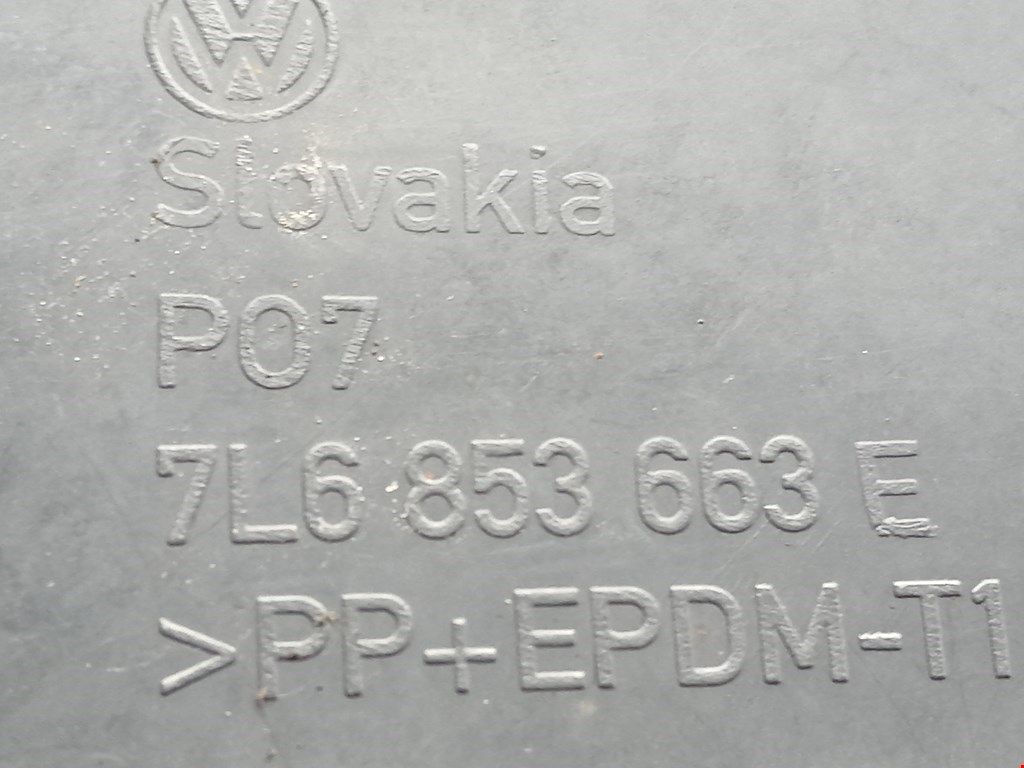 Slovakia
P07
7L6 853 663 E
>PP+EPDM-T1